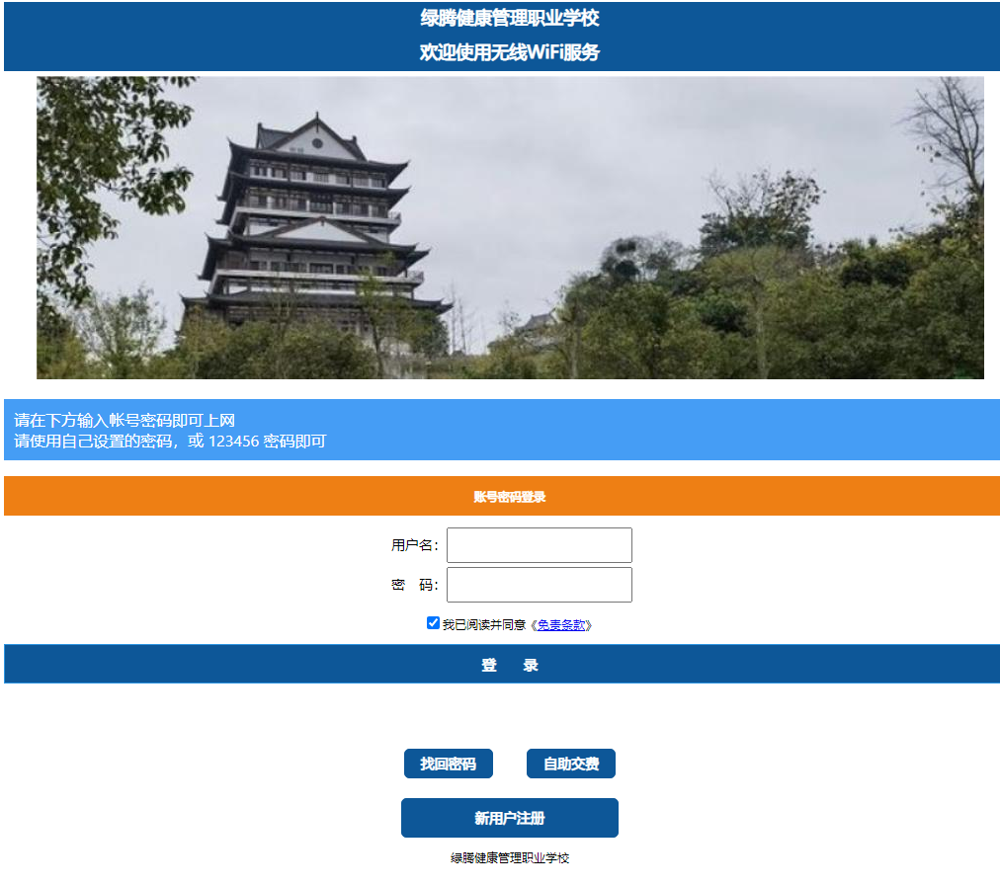 绿腾健康管理职业学校
欢迎使用无线WiFi服务
请在下方输入帐号密码即可上网
请使用自己设置的密码，或 123456 密码即可
账号密码登录
用户名：
密 码：
我已阅读并同意《免责条款》
登 录
找回密码 自助交费
新用户注册
绿腾健康管理职业学校